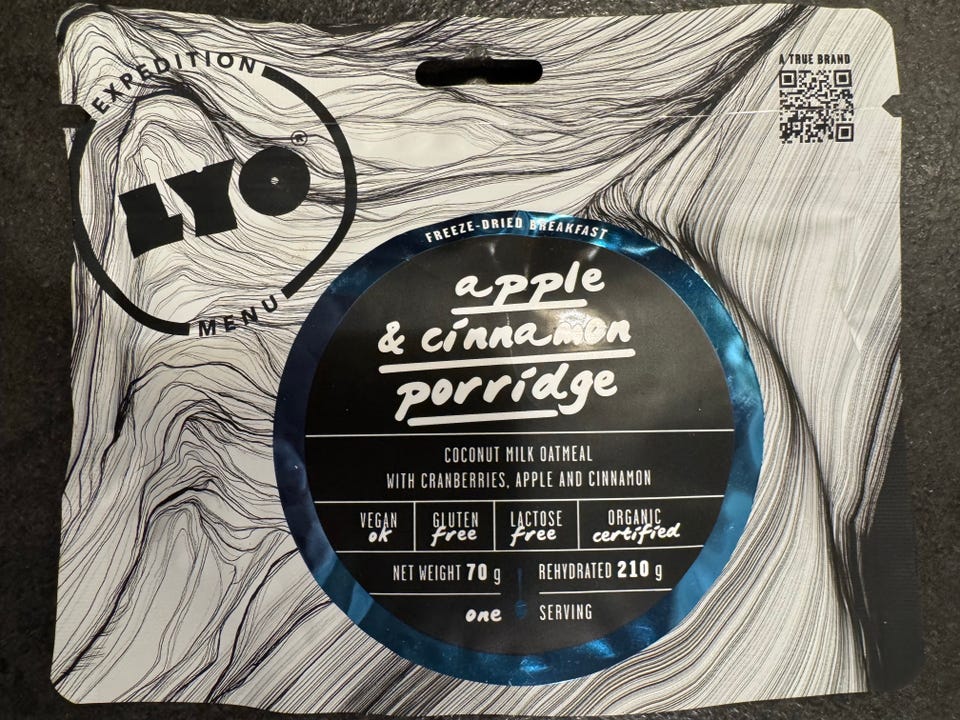 EXPEDITION
LYO®
MENU
A TRUE BRAND
FREEZE-DRIED BREAKFAST
apple
& cinnamon
porridge
COCONUT MILK OATMEAL
WITH CRANBERRIES, APPLE AND CINNAMON
VEGAN ok
GLUTEN free
LACTOSE free
ORGANIC certified
NET WEIGHT 70 g
REHYDRATED 210 g
one SERVING